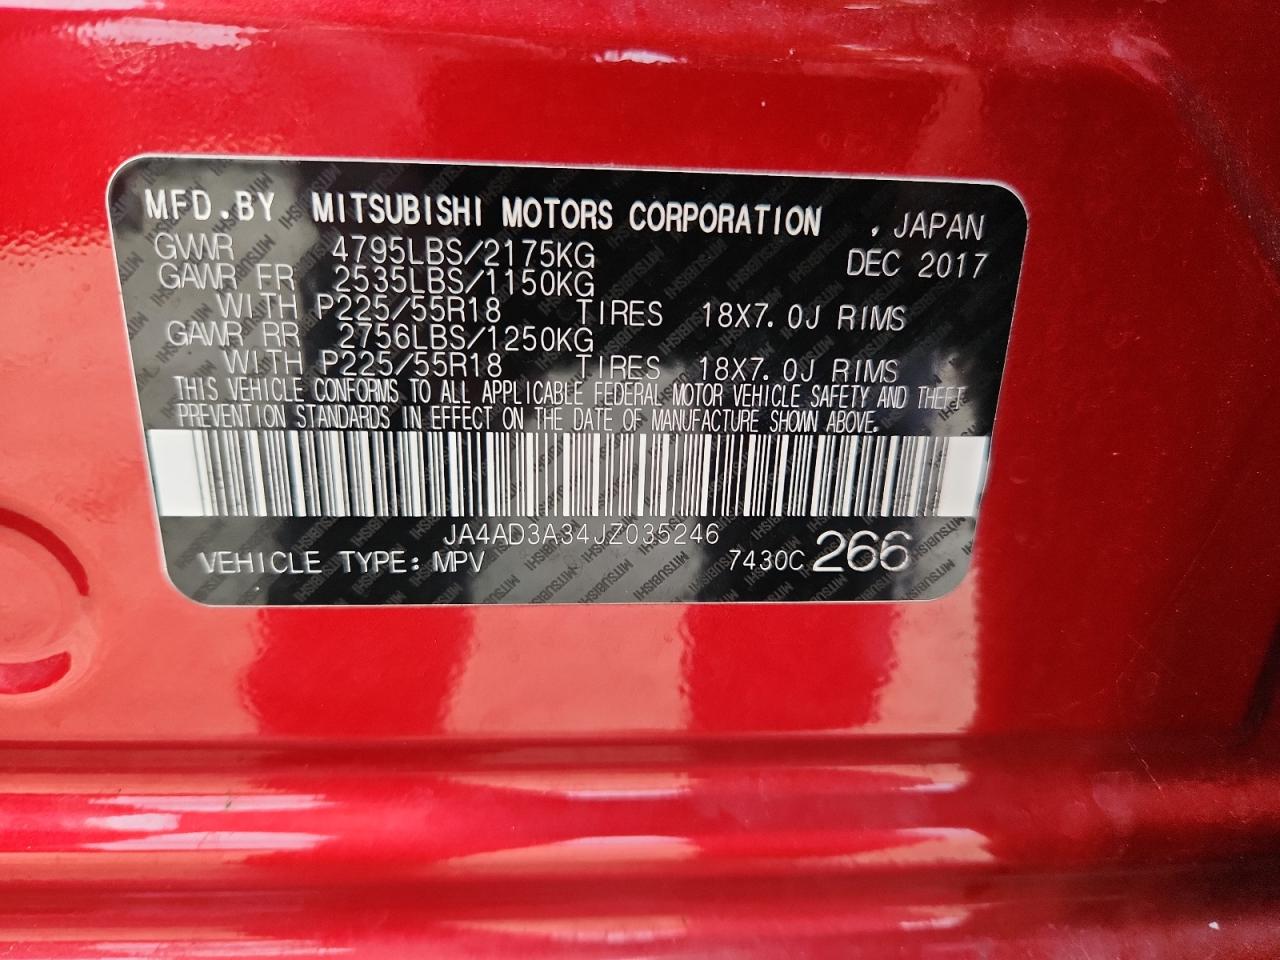 MFD.BY MITSUBISHI MOTORS CORPORATION , JAPAN
GVWR 4795LBS/2175KG DEC 2017
GAWR FR 2535LBS/1150KG
WITH P225/55R18 TIRES 18X7.0J RIMS
GAWR RR 2756LBS/1250KG
WITH P225/55R18 TIRES 18X7.0J RIMS
THIS VEHICLE CONFORMS TO ALL APPLICABLE FEDERAL MOTOR VEHICLE SAFETY AND THEFT
PREVENTION STANDARDS IN EFFECT ON THE DATE OF MANUFACTURE SHOWN ABOVE.
JA4AD3A34JZ035246
VEHICLE TYPE: MPV 7430C 266